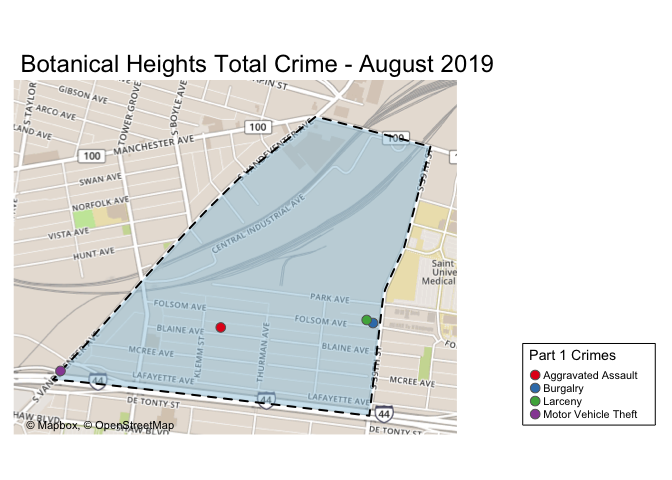 Botanical Heights Total Crime - August 2019
S TAYLOR
GIBSON AVE
ARCO AVE
LAND AVE
TOWER GROVE
S BOYLE AVE
PIN ST
100
MANCHESTER AVE
100
100
SWAN AVE
NORFOLK AVE
VISTA AVE
HUNT AVE
CENTRAL INDUSTRIAL AVE
Saint
Unive
Medical
PARK AVE
FOLSOM AVE
FOLSOM AVE
BLAINE AVE
BLAINE AVE
KLEMM ST
THURMAN AVE
MCREE AVE
MCREE AVE
LAFAYETTE AVE
LAFAYETTE AVE
44
44
44
DE TONTY ST
DE TONTY ST
SHAW BLVD
© Mapbox, © OpenStreetMap
Part 1 Crimes
Aggravated Assault
Burgalry
Larceny
Motor Vehicle Theft